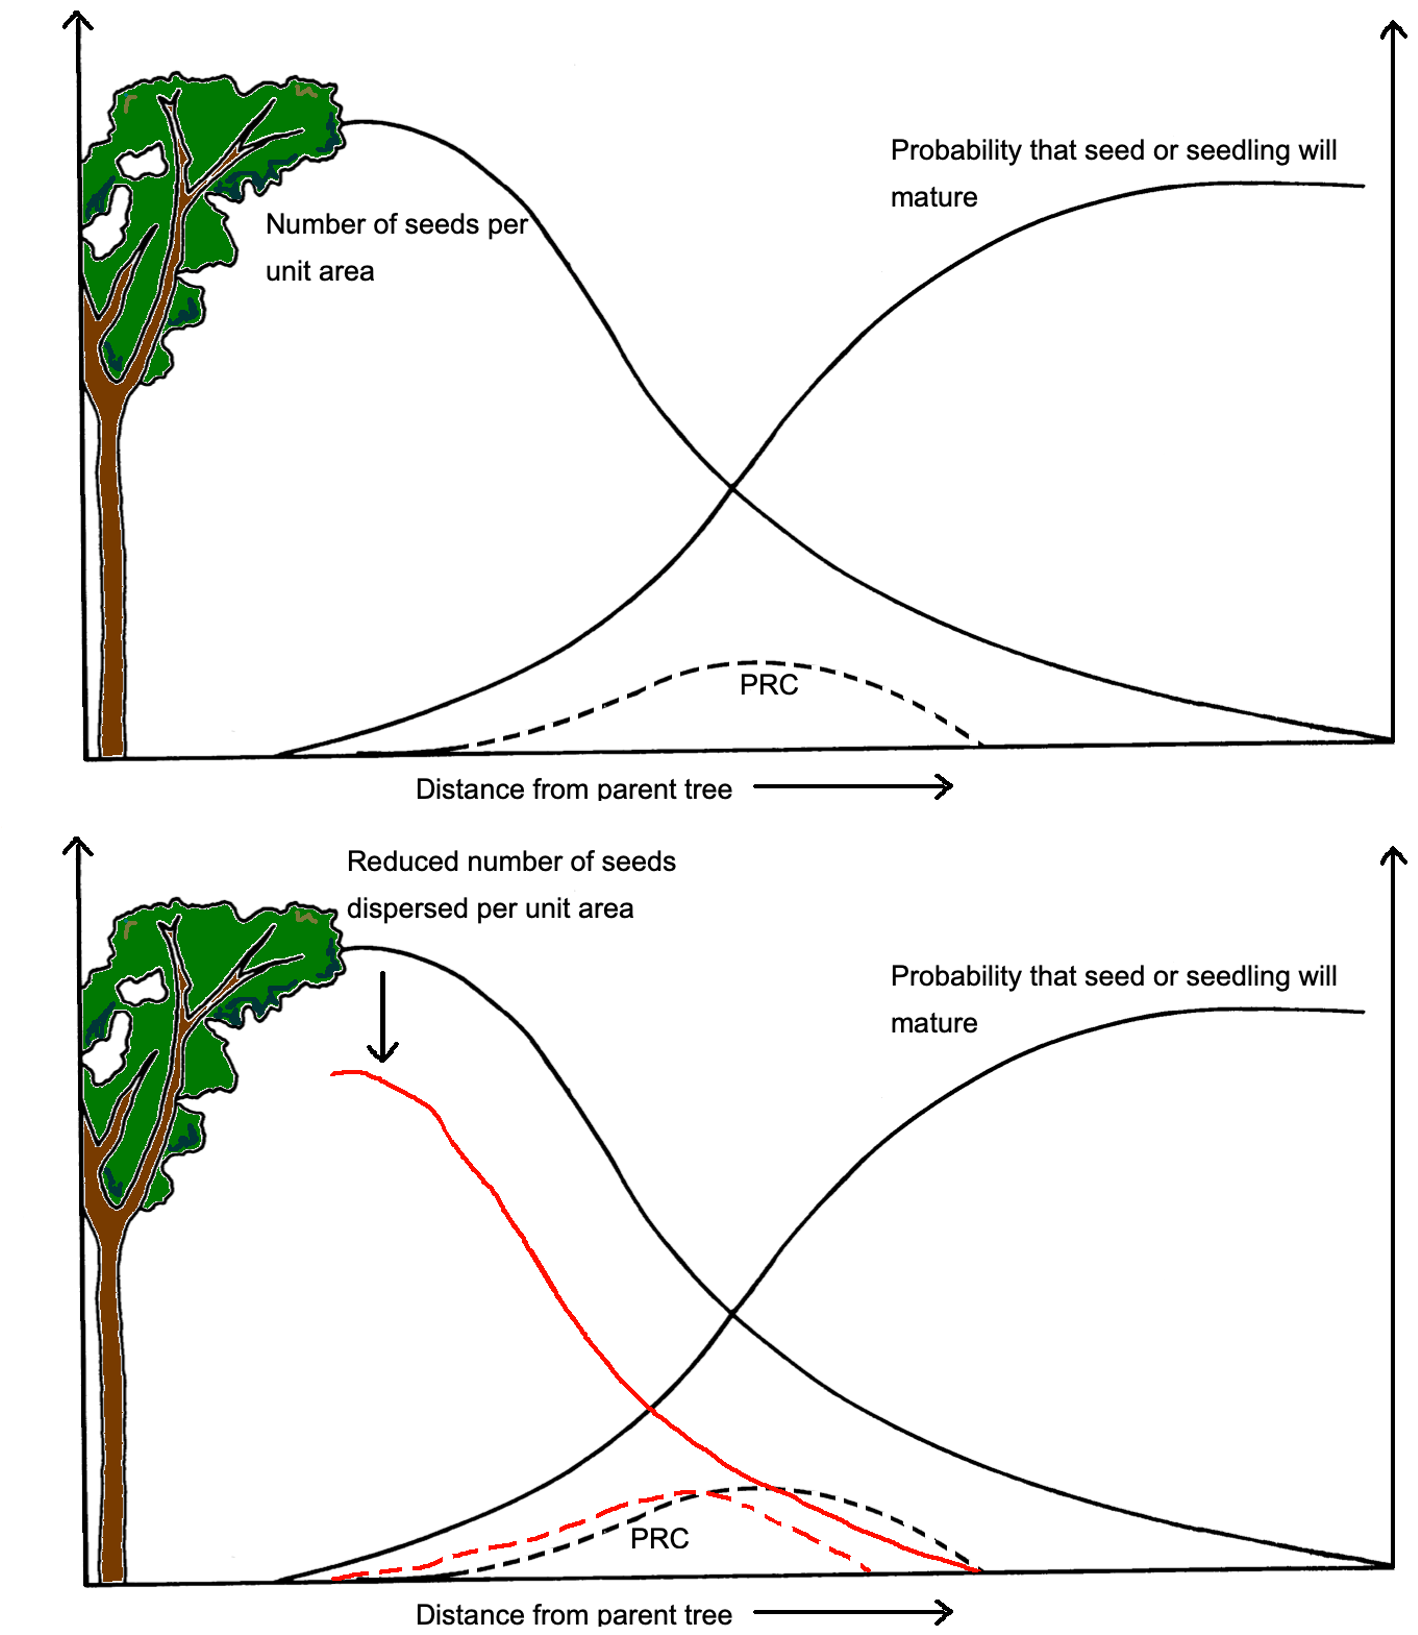 Probability that seed or seedling will
mature
Number of seeds per
unit area
PRC
Distance from parent tree
Reduced number of seeds
dispersed per unit area
Probability that seed or seedling will
mature
PRC
Distance from parent tree